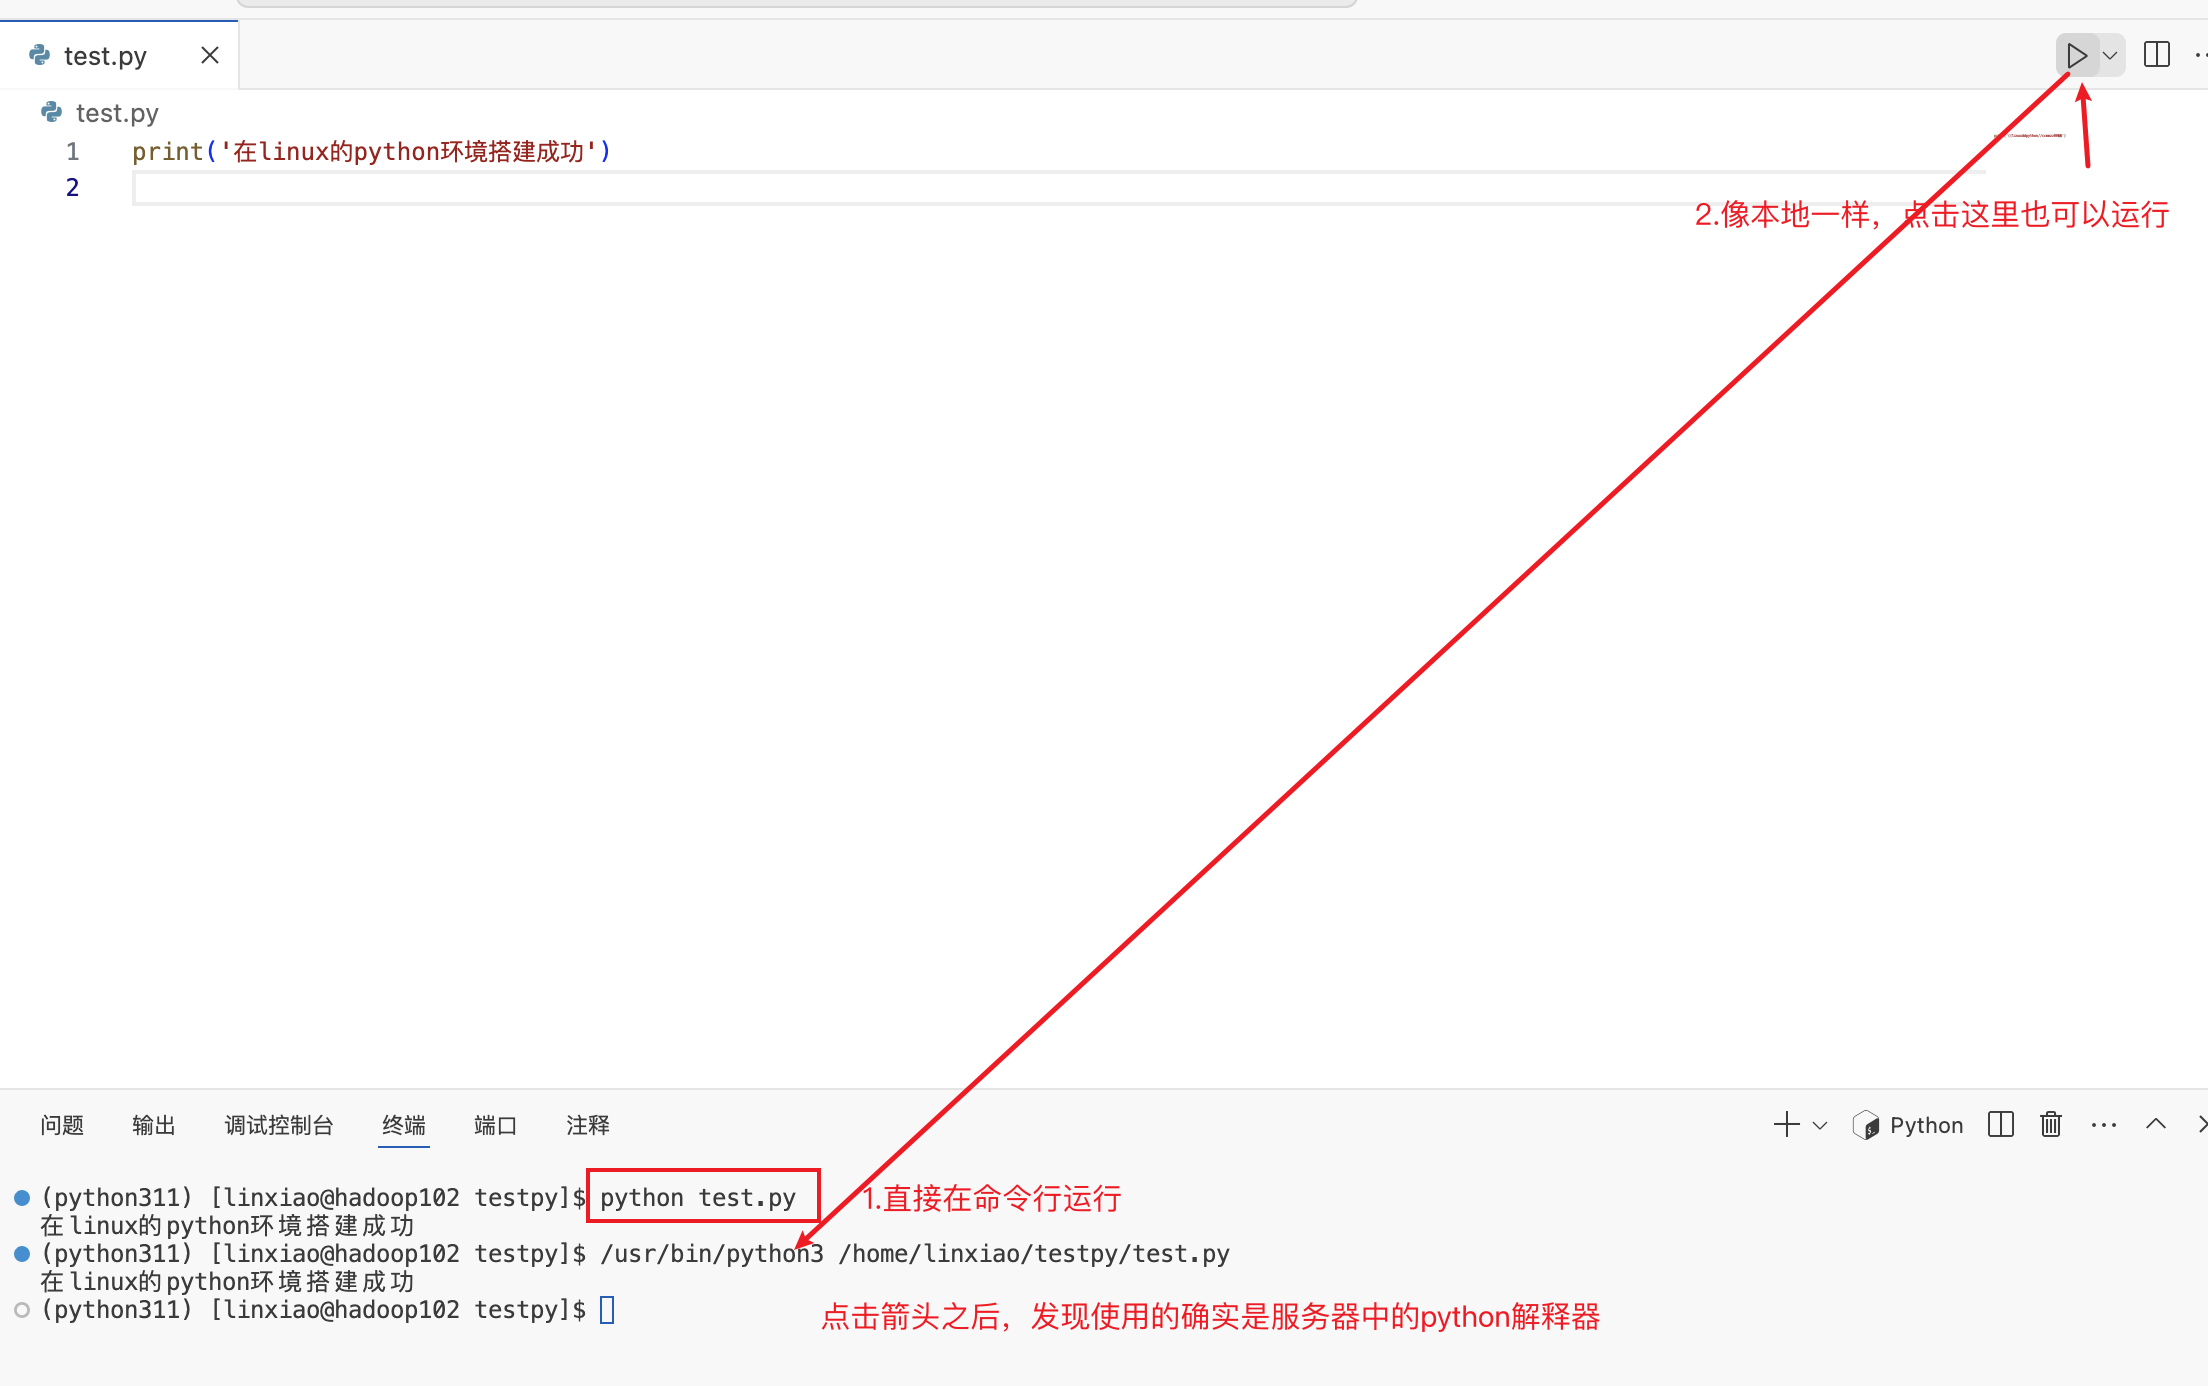 test.py
test.py
1 print('在linux的python环境搭建成功')
2
2.像本地一样，点击这里也可以运行
问题 输出 调试控制台 终端 端口 注释 Python
(python311) [linxiao@hadoop102 testpy]$ python test.py 1.直接在命令行运行
在linux的python环境搭建成功
(python311) [linxiao@hadoop102 testpy]$ /usr/bin/python3 /home/linxiao/testpy/test.py
在linux的python环境搭建成功
(python311) [linxiao@hadoop102 testpy]$
点击箭头之后，发现使用的确实是服务器中的python解释器